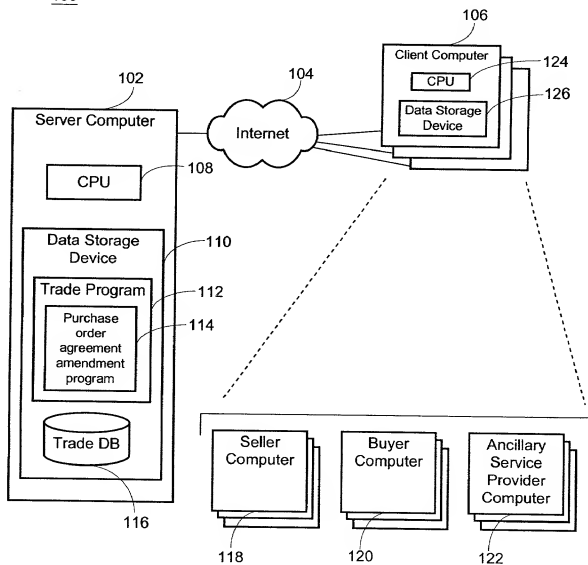 106
Client Computer
124
CPU
126
Data Storage
Device
102
104
Server Computer
Internet
CPU
108
Data Storage
Device
110
Trade Program
112
Purchase
order
agreement
amendment
program
114
Trade DB
116
Seller
Computer
118
Buyer
Computer
120
Ancillary
Service
Provider
Computer
122